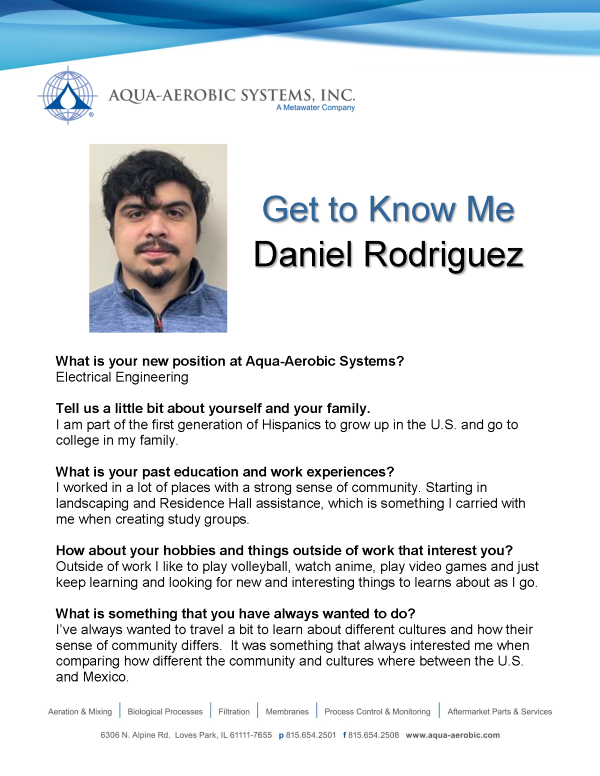 AQUA-AEROBIC SYSTEMS, INC.
A Metawater Company
®
Get to Know Me
Daniel Rodriguez
What is your new position at Aqua-Aerobic Systems?
Electrical Engineering
Tell us a little bit about yourself and your family.
I am part of the first generation of Hispanics to grow up in the U.S. and go to
college in my family.
What is your past education and work experiences?
I worked in a lot of places with a strong sense of community. Starting in
landscaping and Residence Hall assistance, which is something I carried with
me when creating study groups.
How about your hobbies and things outside of work that interest you?
Outside of work I like to play volleyball, watch anime, play video games and just
keep learning and looking for new and interesting things to learns about as I go.
What is something that you have always wanted to do?
I've always wanted to travel a bit to learn about different cultures and how their
sense of community differs.  It was something that always interested me when
comparing how different the community and cultures where between the U.S.
and Mexico.
Aeration & Mixing | Biological Processes | Filtration | Membranes | Process Control & Monitoring | Aftermarket Parts & Services
6306 N. Alpine Rd.  Loves Park, IL 61111-7655  p 815.654.2501  f 815.654.2508  www.aqua-aerobic.com